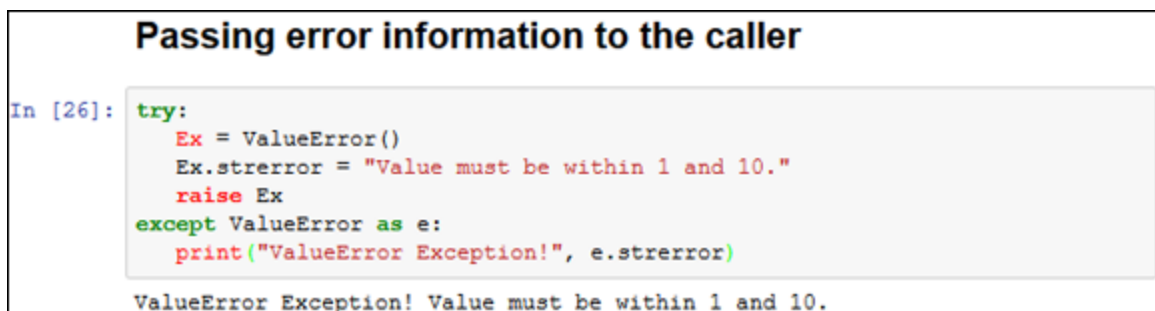 Passing error information to the caller
In [26]: try:
Ex = ValueError()
Ex.strerror = "Value must be within 1 and 10."
raise Ex
except ValueError as e:
print("ValueError Exception!", e.strerror)
ValueError Exception! Value must be within 1 and 10.